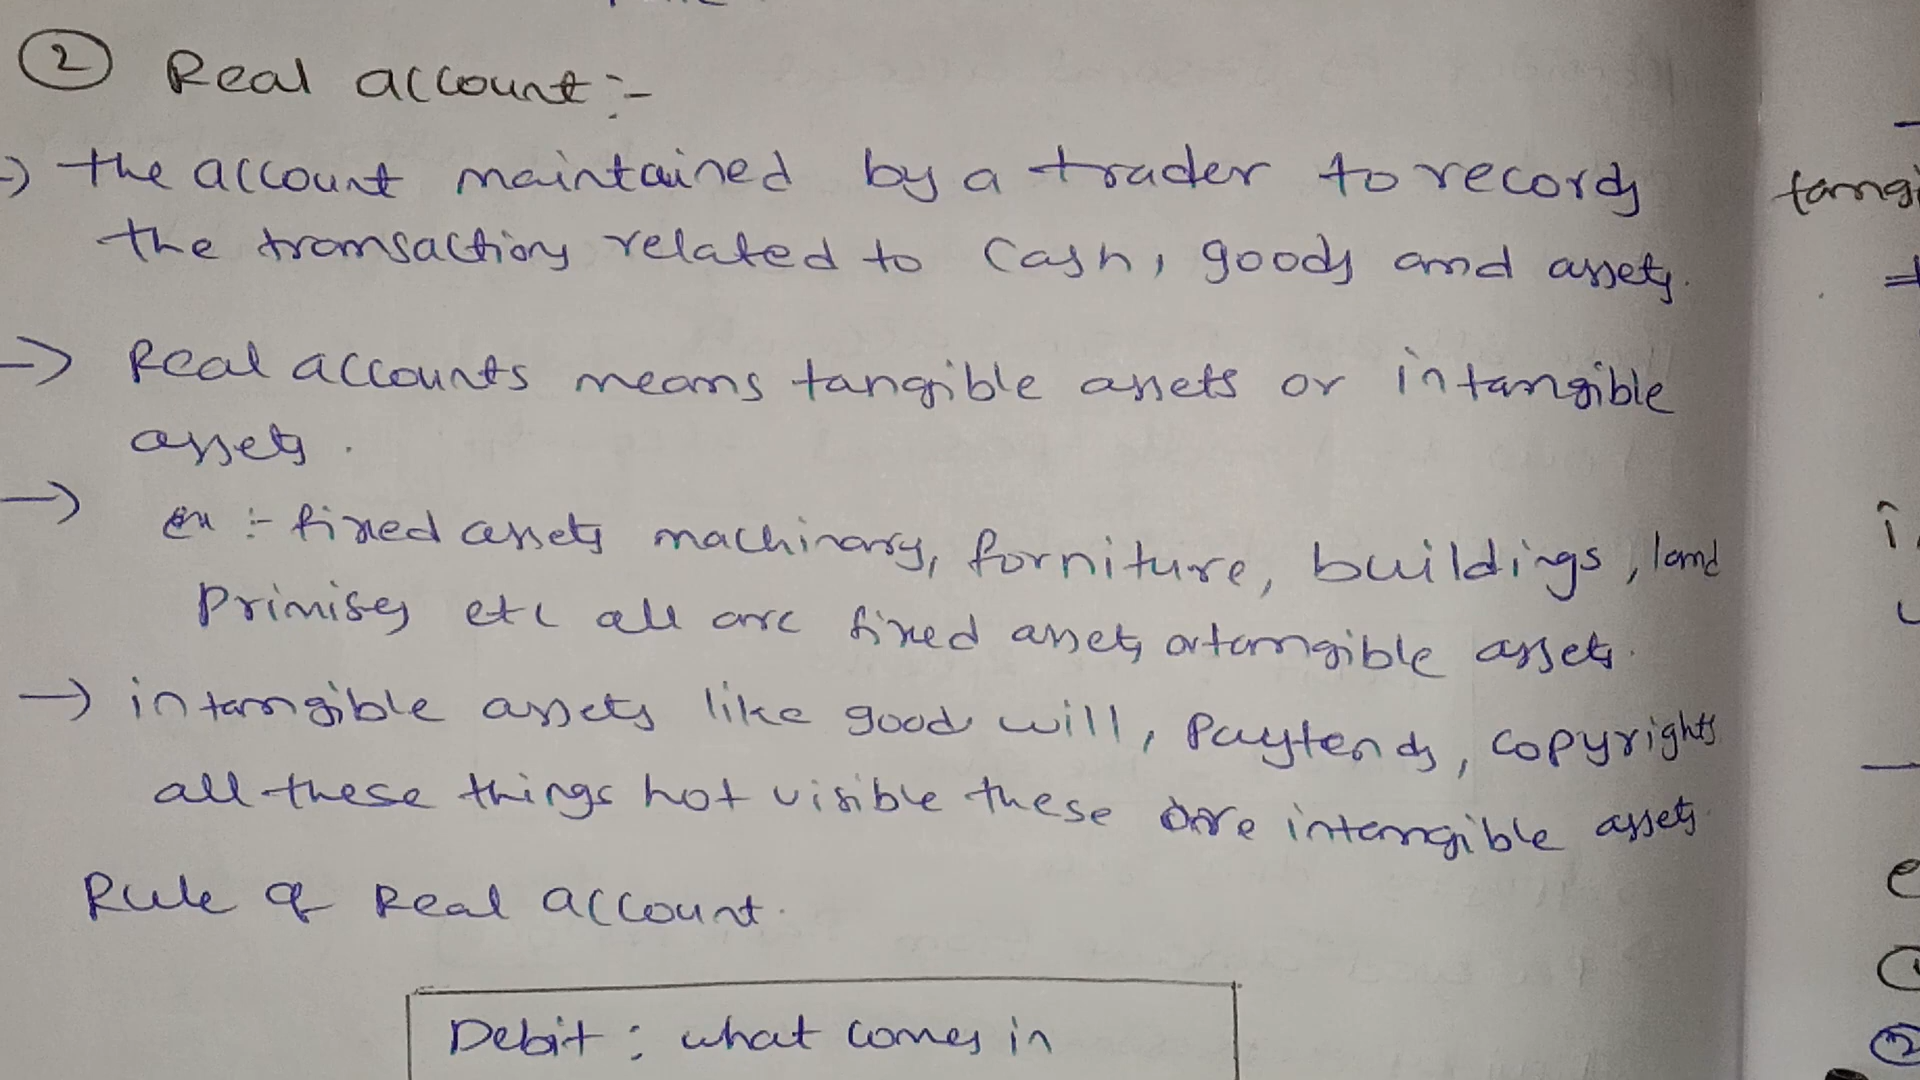 ② Real account :-
-> the account maintained by a trader to records
the transactions related to Cash, goods and assets.
-> Real accounts means tangible assets or intangible
assets.
->
ex :- fixed assets machinary, forniture, buildings, land
Primises etc all are fixed assets or tangible assets.
-> intangible assets like good will, Paytends, copyrights
all these things not visible these are intangible assets.
Rule of Real account.
Debit : what comes in
tangi